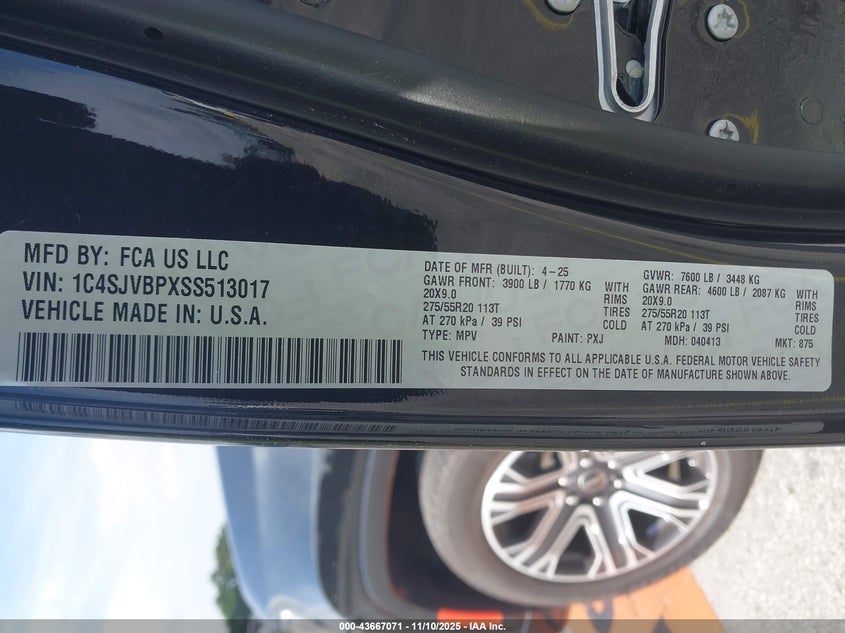 MFD BY: FCA US LLC
VIN: 1C4SJVBPXSS513017
VEHICLE MADE IN: U.S.A.
DATE OF MFR (BUILT): 4-25
GVWR: 7600 LB / 3448 KG
GAWR FRONT: 3900 LB / 1770 KG WITH
GAWR REAR: 4600 LB / 2087 KG WITH
20X9.0 RIMS
20X9.0 RIMS
275/55R20 113T TIRES
275/55R20 113T TIRES
AT 270 kPa / 39 PSI COLD
AT 270 kPa / 39 PSI COLD
TYPE: MPV PAINT: PXJ MDH: 040413 MKT: 875
THIS VEHICLE CONFORMS TO ALL APPLICABLE U.S.A. FEDERAL MOTOR VEHICLE SAFETY
STANDARDS IN EFFECT ON THE DATE OF MANUFACTURE SHOWN ABOVE.
000-43667071 - 11/10/2025 - IAA Inc.